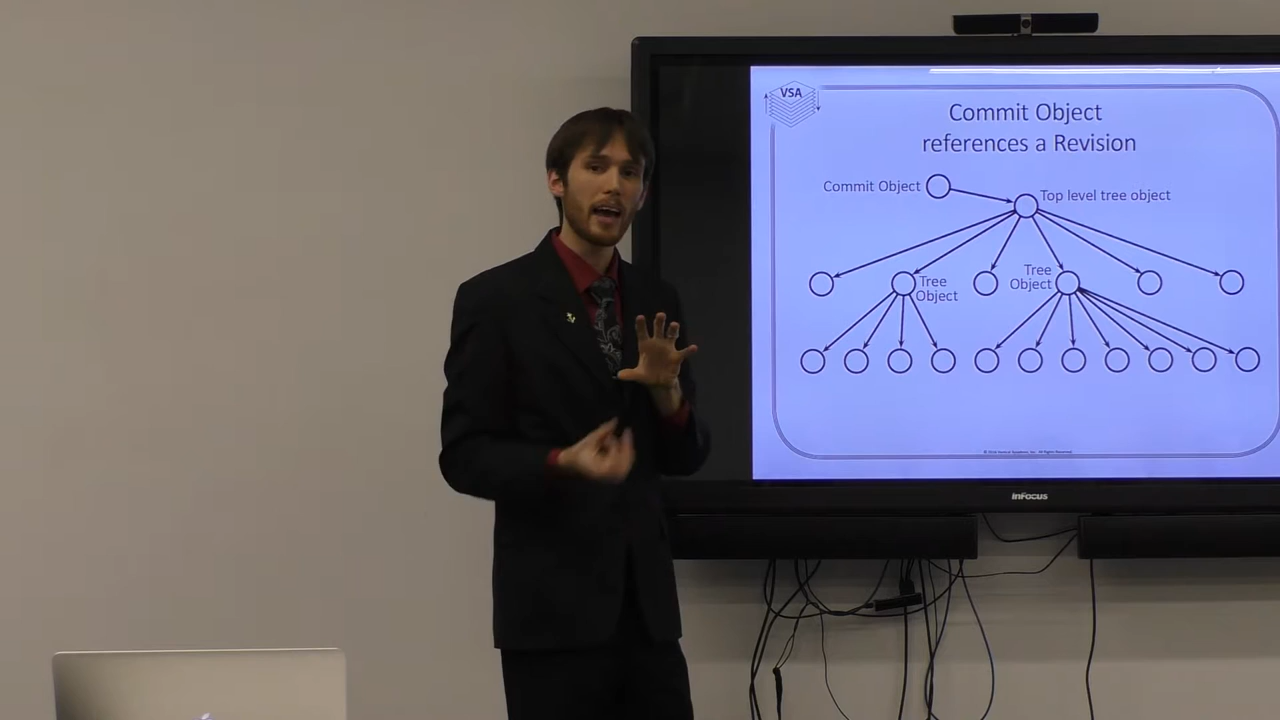 VSA
Commit Object
references a Revision
Commit Object
Top level tree object
Tree
Object
Tree
Object
InFocus